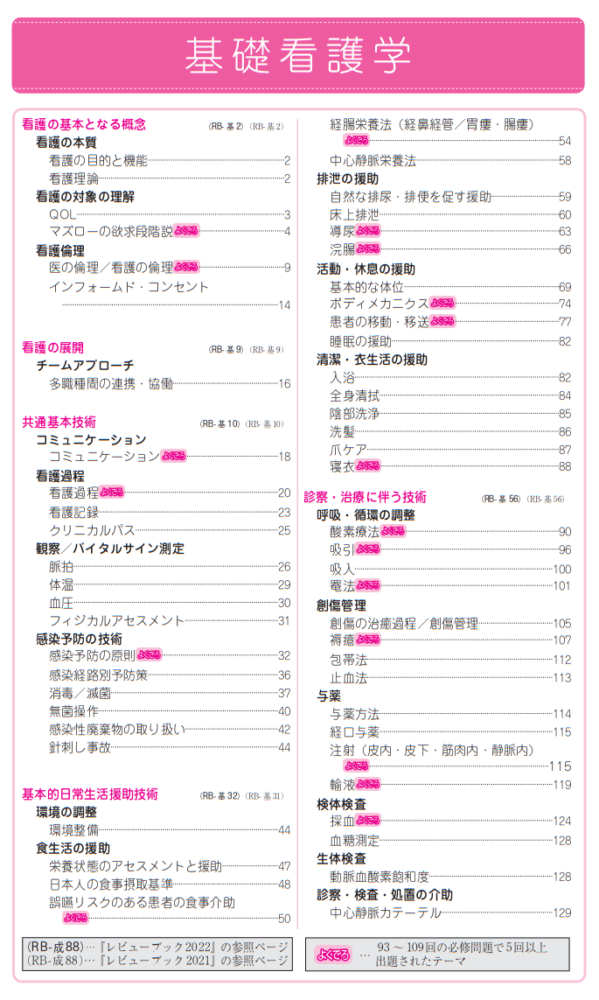 基礎看護学
看護の基本となる概念 (RB-基2) (RB-基2)
看護の本質
看護の目的と機能 2
看護理論 2
看護の対象の理解
QOL 3
マズローの欲求段階説 よくでる 4
看護倫理
医の倫理／看護の倫理 よくでる 9
インフォームド・コンセント
14
看護の展開 (RB-基9) (RB-基9)
チームアプローチ
多職種間の連携・協働 16
共通基本技術 (RB-基10) (RB-基10)
コミュニケーション
コミュニケーション よくでる 18
看護過程
看護過程 よくでる 20
看護記録 23
クリニカルパス 25
観察／バイタルサイン測定
脈拍 26
体温 29
血圧 30
フィジカルアセスメント 31
感染予防の技術
感染予防の原則 よくでる 32
感染経路別予防策 36
消毒／滅菌 37
無菌操作 40
感染性廃棄物の取り扱い 42
針刺し事故 44
基本的日常生活援助技術 (RB-基32) (RB-基31)
環境の調整
環境整備 44
食生活の援助
栄養状態のアセスメントと援助 47
日本人の食事摂取基準 48
誤嚥リスクのある患者の食事介助
よくでる 50
経腸栄養法（経鼻経管／胃瘻・腸瘻）
よくでる 54
中心静脈栄養法 58
排泄の援助
自然な排尿・排便を促す援助 59
床上排泄 60
導尿 よくでる 63
浣腸 よくでる 66
活動・休息の援助
基本的な体位 69
ボディメカニクス よくでる 74
患者の移動・移送 よくでる 77
睡眠の援助 82
清潔・衣生活の援助
入浴 82
全身清拭 84
陰部洗浄 85
洗髪 86
爪ケア 87
寝衣 よくでる 88
診察・治療に伴う技術 (RB-基56) (RB-基56)
呼吸・循環の調整
酸素療法 よくでる 90
吸引 よくでる 96
吸入 100
罨法 よくでる 101
創傷管理
創傷の治癒過程／創傷管理 105
褥瘡 よくでる 107
包帯法 112
止血法 113
与薬
与薬方法 114
経口与薬 115
注射（皮内・皮下・筋肉内・静脈内）
よくでる 115
輸液 よくでる 119
検体検査
採血 よくでる 124
血糖測定 128
生体検査
動脈血酸素飽和度 128
診察・検査・処置の介助
中心静脈カテーテル 129
(RB-成88)…『レビューブック2022』の参照ページ
(RB-成88)…『レビューブック2021』の参照ページ
よくでる … 93～109回の必修問題で5回以上
出題されたテーマ